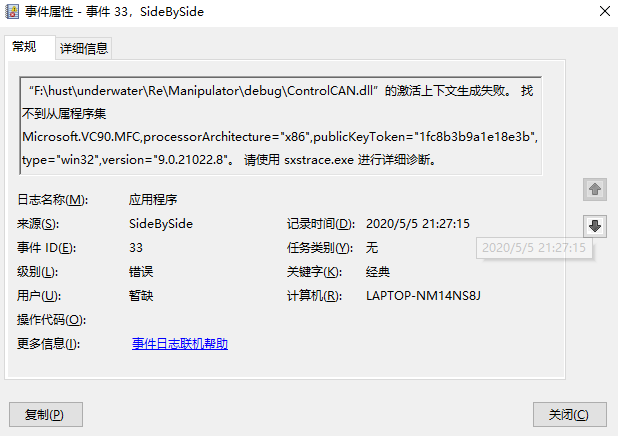 事件属性 - 事件 33，SideBySide
常规
详细信息
“F:\hust\underwater\Re\Manipulator\debug\ControlCAN.dll”的激活上下文生成失败。 找
不到从属程序集
Microsoft.VC90.MFC,processorArchitecture="x86",publicKeyToken="1fc8b3b9a1e18e3b",
type="win32",version="9.0.21022.8"。 请使用 sxstrace.exe 进行详细诊断。
日志名称(M): 应用程序
来源(S): SideBySide 记录时间(D): 2020/5/5 21:27:15
事件 ID(E): 33 任务类别(Y): 无
2020/5/5 21:27:15
级别(L): 错误 关键字(K): 经典
用户(U): 暂缺 计算机(R): LAPTOP-NM14NS8J
操作代码(O):
更多信息(I): 事件日志联机帮助
复制(P) 关闭(C)